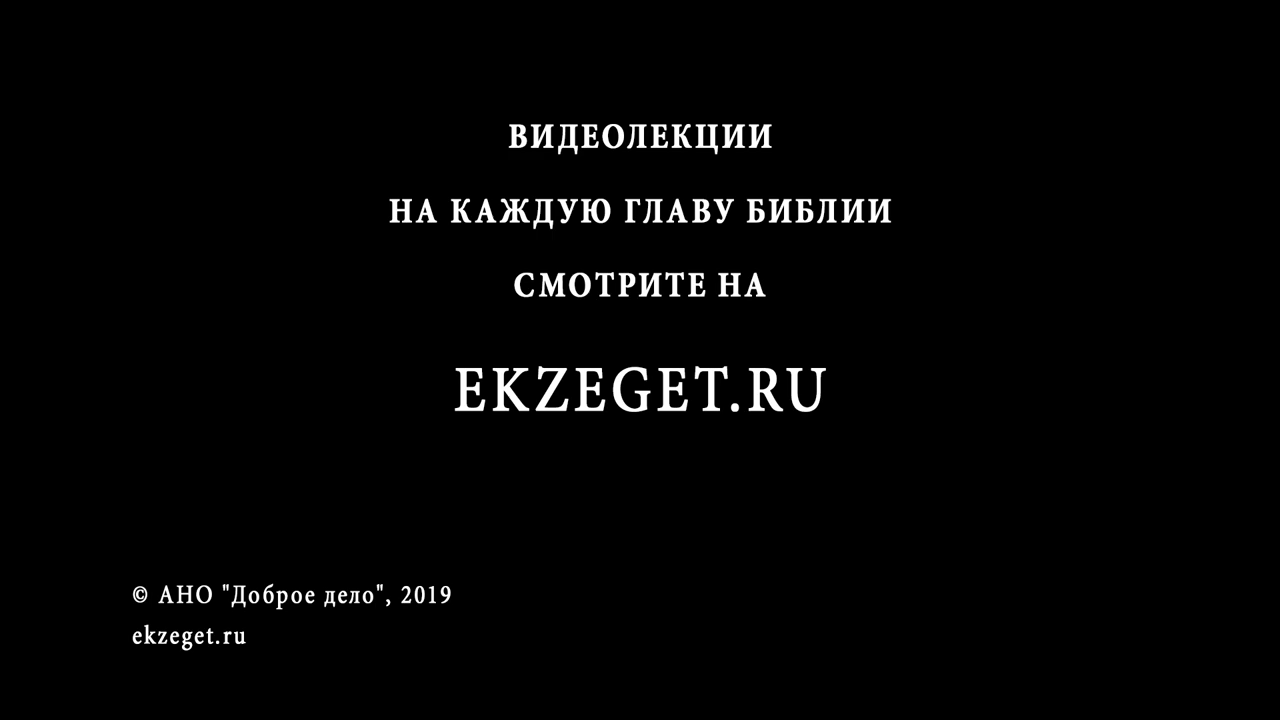 ВИДЕОЛЕКЦИИ
НА КАЖДУЮ ГЛАВУ БИБЛИИ
СМОТРИТЕ НА
EKZEGET.RU
© АНО "Доброе дело", 2019
ekzeget.ru